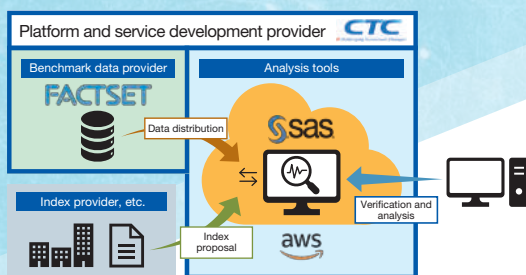 Platform and service development provider
CTC
Benchmark data provider
FACTSET
Analysis tools
sas
Data distribution
Index provider, etc.
Index
proposal
Verification and
analysis
aws